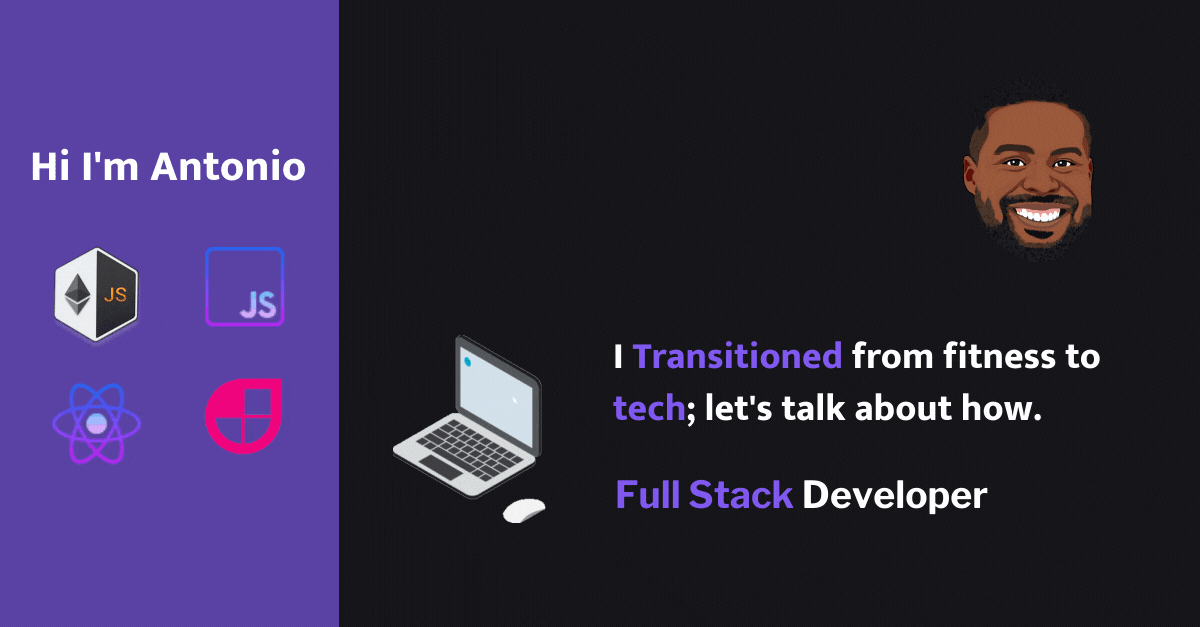 Hi I'm Antonio
JS
JS
I Transitioned from fitness to
tech; let's talk about how.
Full Stack Developer